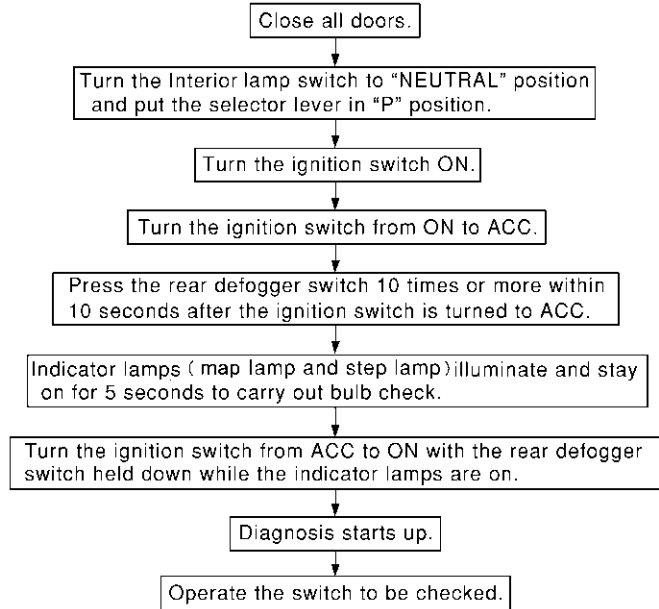 Close all doors.
Turn the Interior lamp switch to “NEUTRAL” position
and put the selector lever in “P” position.
Turn the ignition switch ON.
Turn the ignition switch from ON to ACC.
Press the rear defogger switch 10 times or more within
10 seconds after the ignition switch is turned to ACC.
Indicator lamps (map lamp and step lamp) illuminate and stay
on for 5 seconds to carry out bulb check.
Turn the ignition switch from ACC to ON with the rear defogger
switch held down while the indicator lamps are on.
Diagnosis starts up.
Operate the switch to be checked.